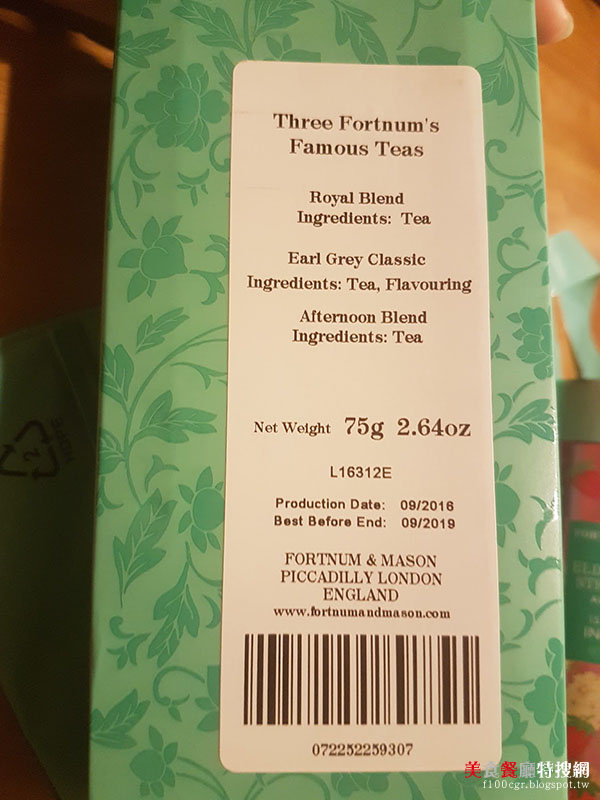 Three Fortnum's
Famous Teas
Royal Blend
Ingredients: Tea
Earl Grey Classic
Ingredients: Tea, Flavouring
Afternoon Blend
Ingredients: Tea
Net Weight 75g 2.64oz
L16312E
Production Date: 09/2016
Best Before End: 09/2019
FORTNUM & MASON
PICCADILLY LONDON
ENGLAND
www.fortnumandmason.com
072252259307
HDPE
2
美食餐廳特搜網
f100cgr.blogspot.tw